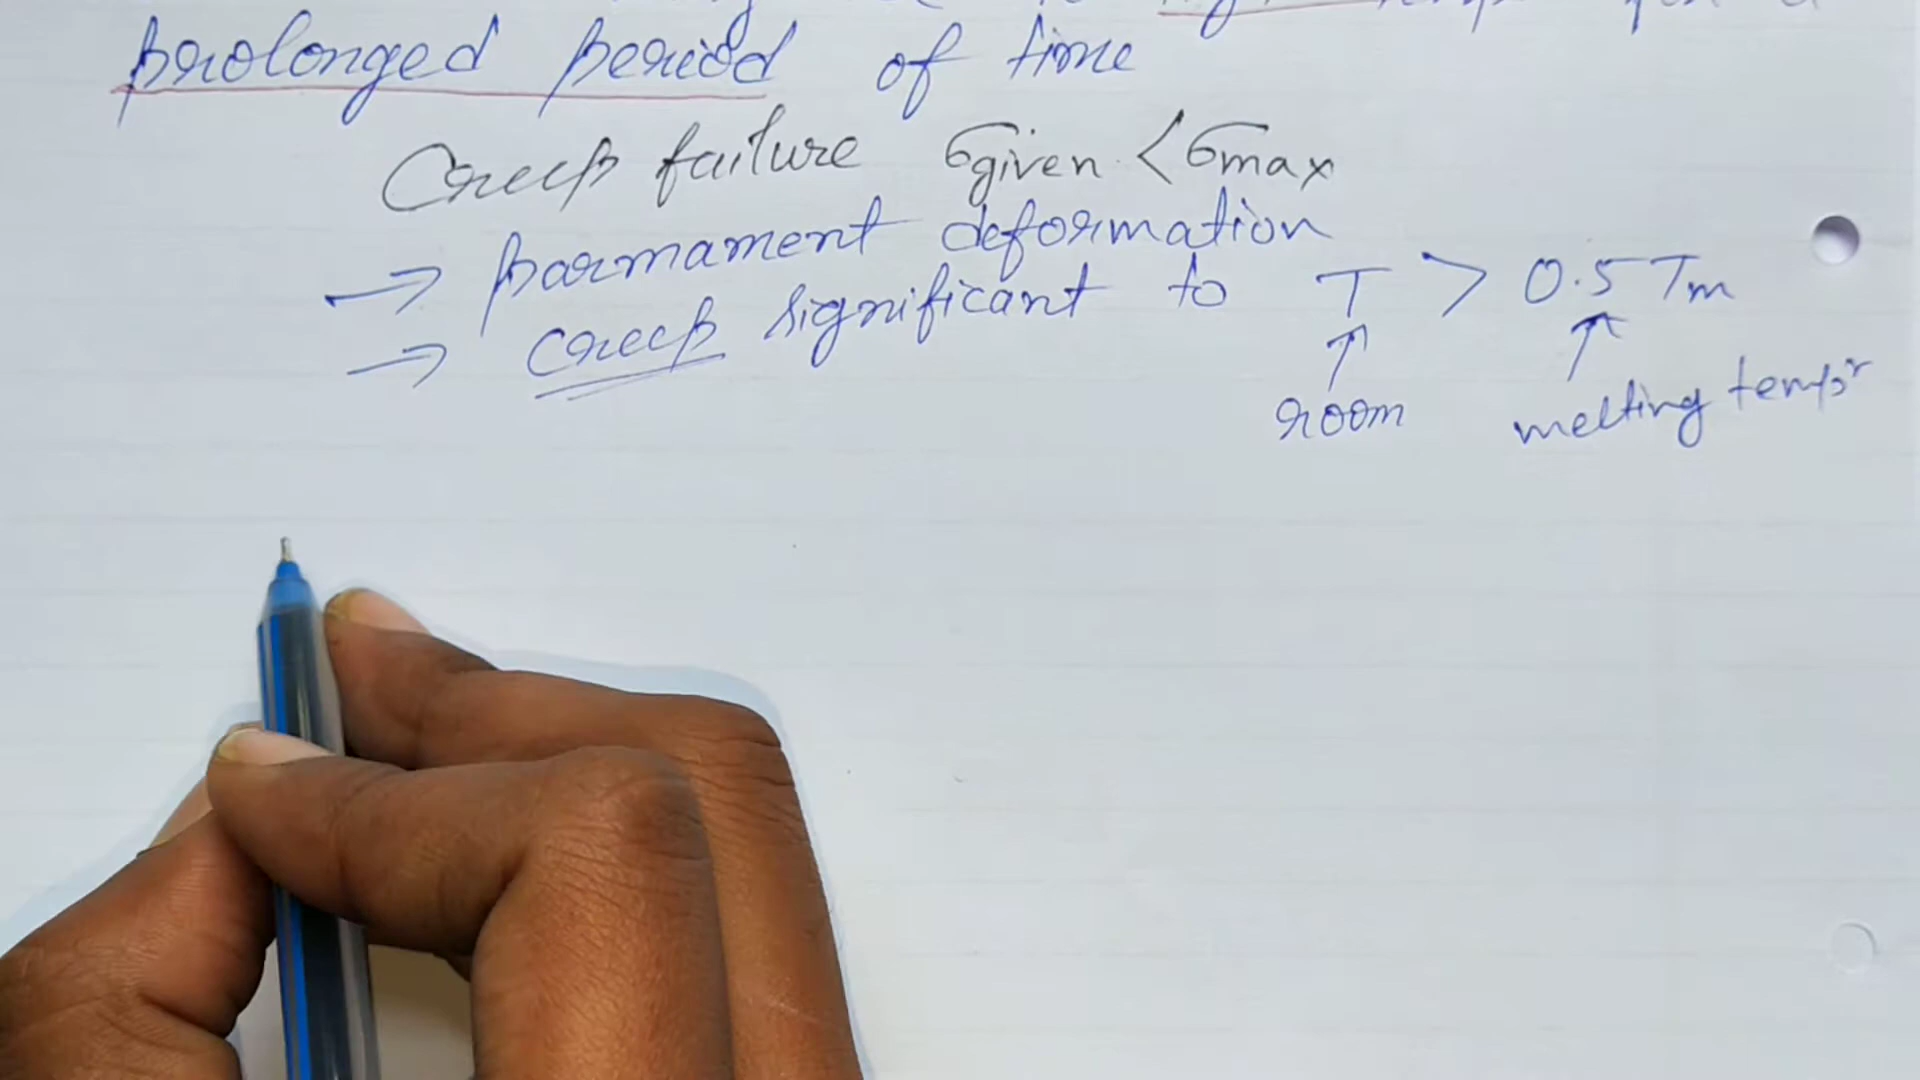 prolonged period of time
Creep failure σgiven < σmax
→ parmament deformation
→ creep significant to T > 0.5 Tm
↑ ↑
room melting tempr